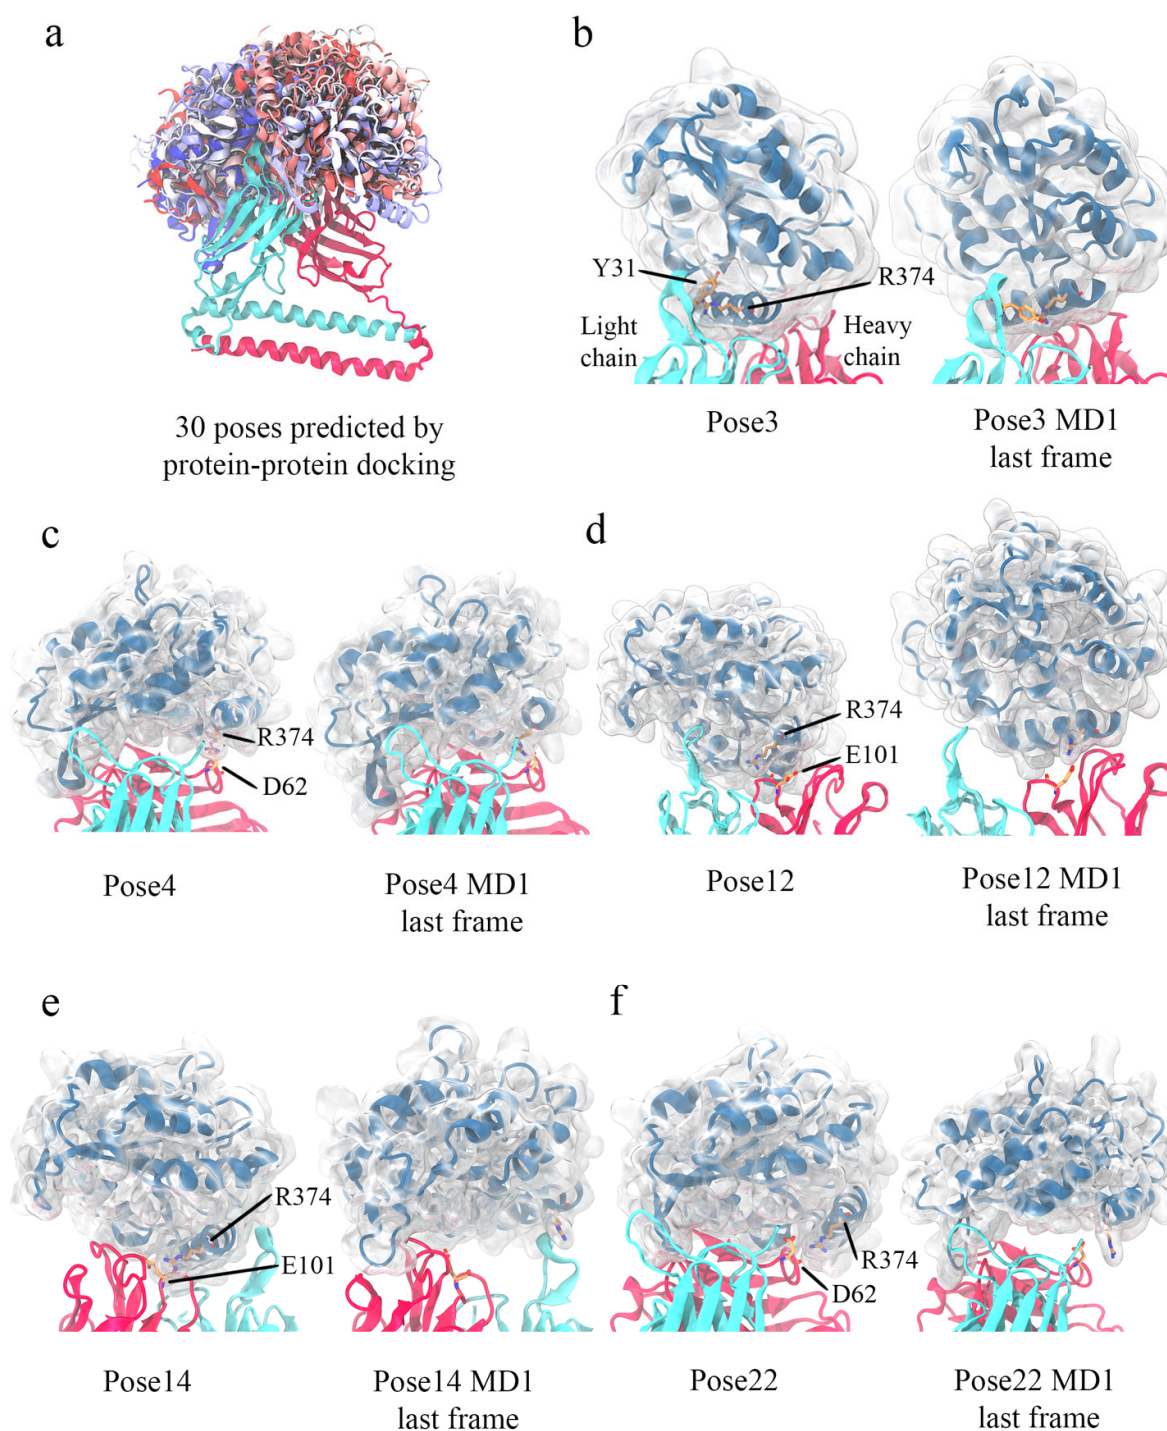 a
30 poses predicted by
protein-protein docking
b
Y31
R374
Light
chain
Heavy
chain
Pose3
Pose3 MD1
last frame
c
R374
D62
Pose4
Pose4 MD1
last frame
d
R374
E101
Pose12
Pose12 MD1
last frame
e
R374
E101
Pose14
Pose14 MD1
last frame
f
R374
D62
Pose22
Pose22 MD1
last frame